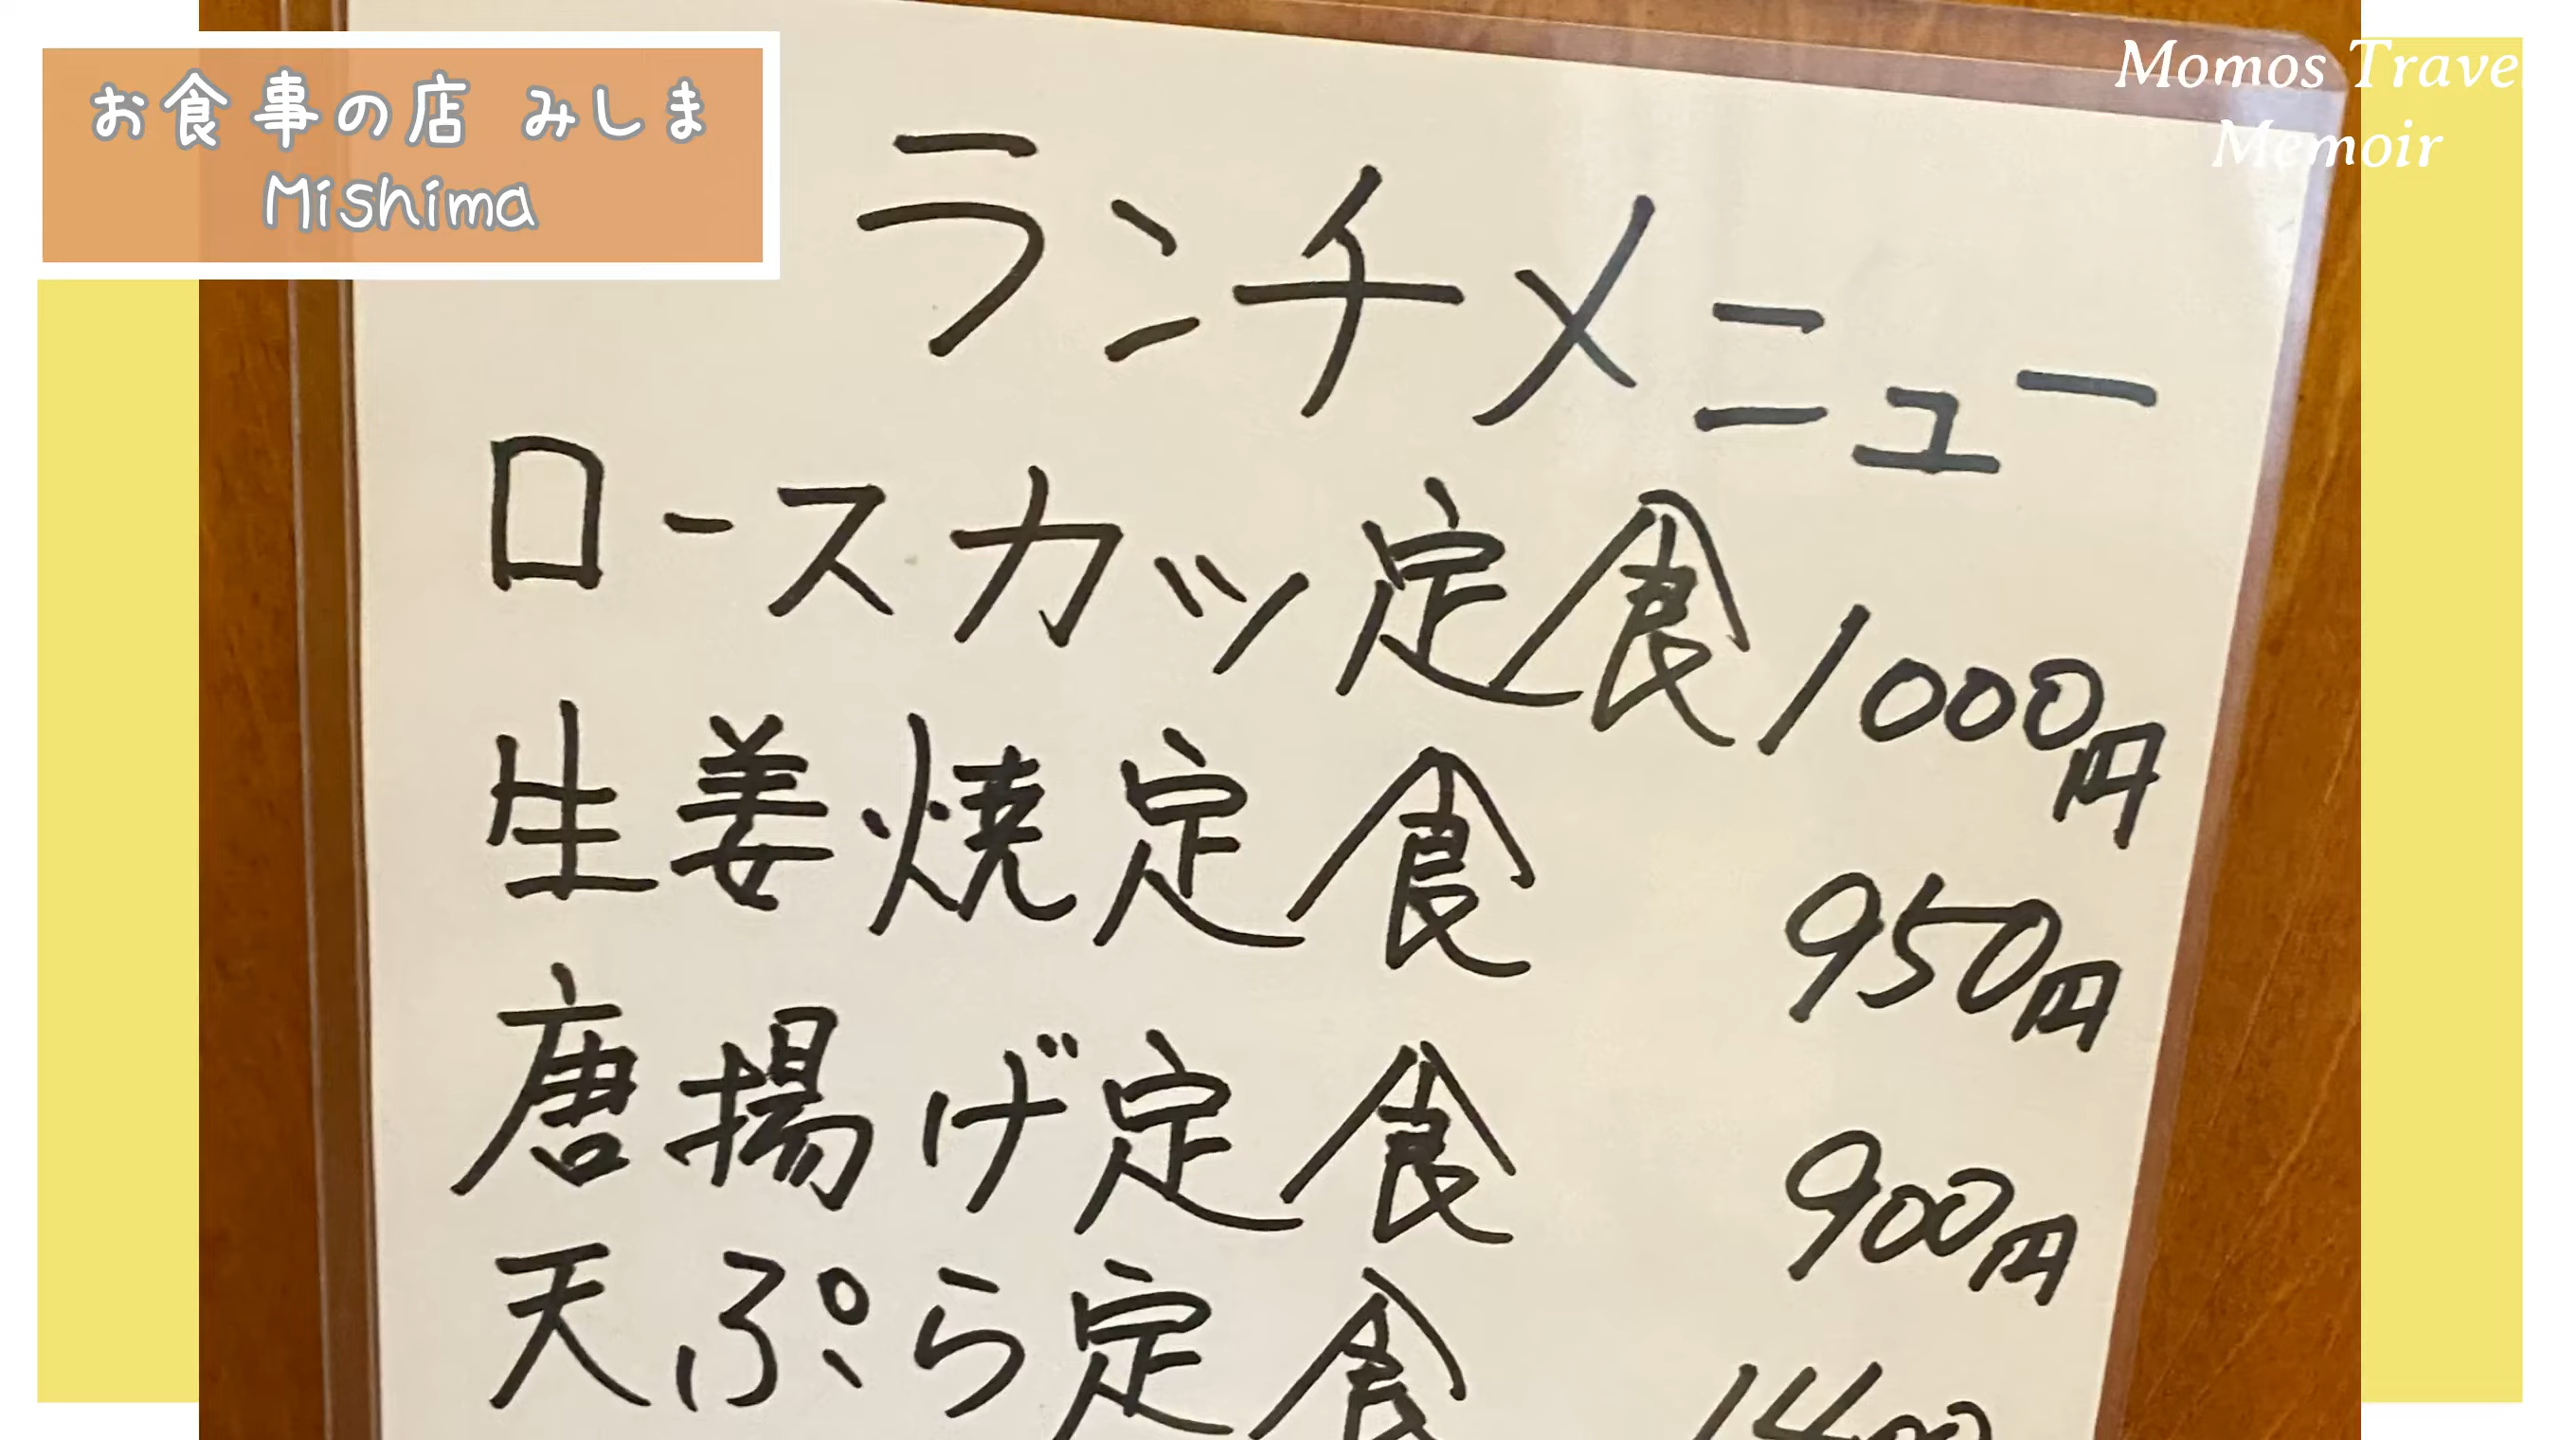 お食事の店 みしま
Mishima
Momos Trave
Memoir
ランチメニュー
ロースカツ定食 1000円
生姜焼定食 950円
唐揚げ定食 900円
天ぷら定食 1400